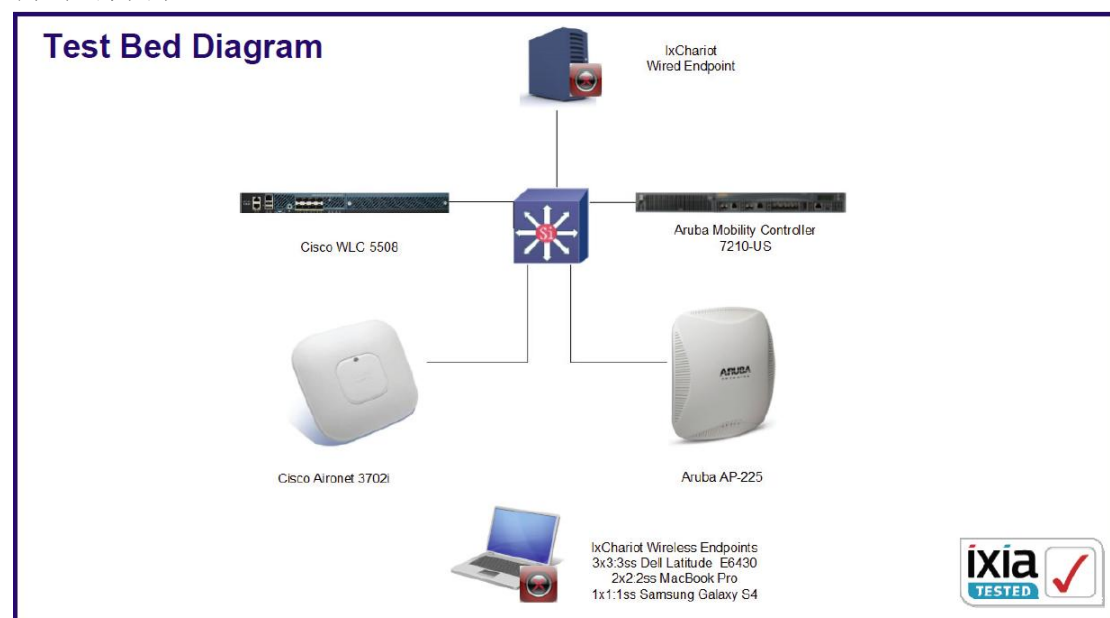 Test Bed Diagram
IxChariot
Wired Endpoint
Si
Cisco WLC 5508
Aruba Mobility Controller
7210-US
ARUBA
Cisco Aironet 3702i
Aruba AP-225
IxChariot Wireless Endpoints
3x3:3ss Dell Latitude E6430
2x2:2ss MacBook Pro
1x1:1ss Samsung Galaxy S4
ixia
TESTED